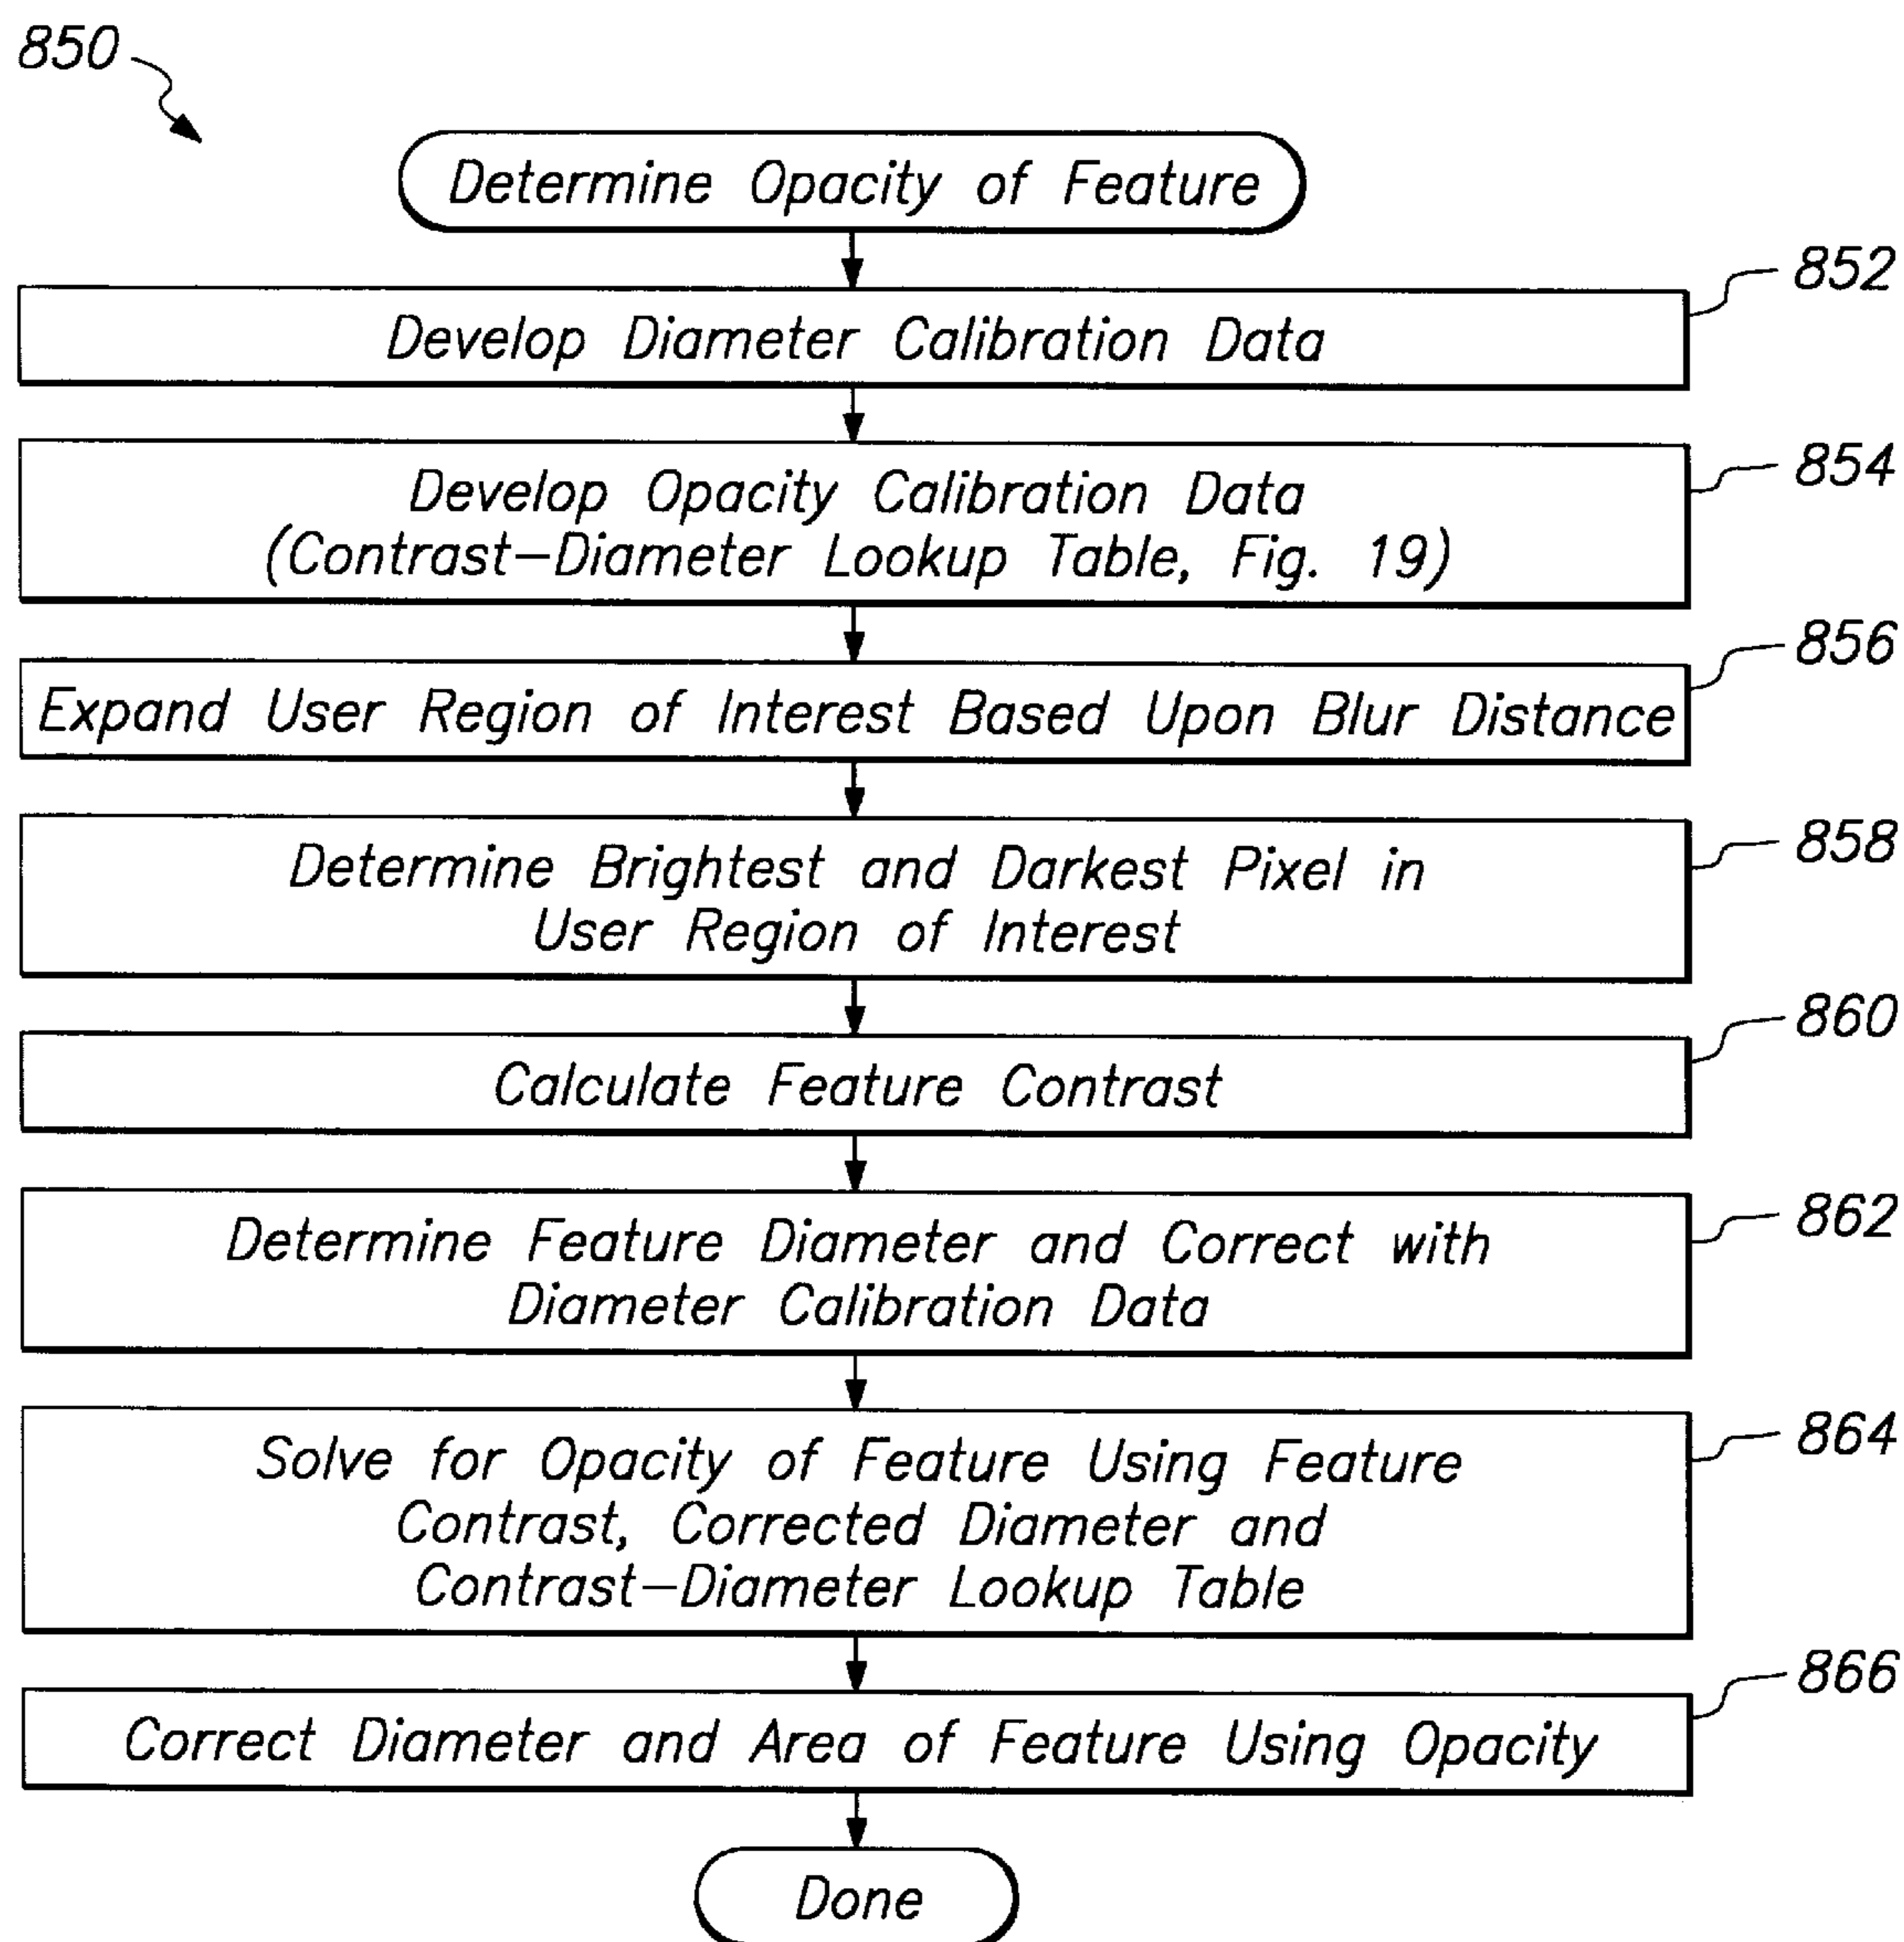 850
Determine Opacity of Feature
852
Develop Diameter Calibration Data
854
Develop Opacity Calibration Data
(Contrast–Diameter Lookup Table, Fig. 19)
856
Expand User Region of Interest Based Upon Blur Distance
858
Determine Brightest and Darkest Pixel in
User Region of Interest
860
Calculate Feature Contrast
862
Determine Feature Diameter and Correct with
Diameter Calibration Data
864
Solve for Opacity of Feature Using Feature
Contrast, Corrected Diameter and
Contrast–Diameter Lookup Table
866
Correct Diameter and Area of Feature Using Opacity
Done